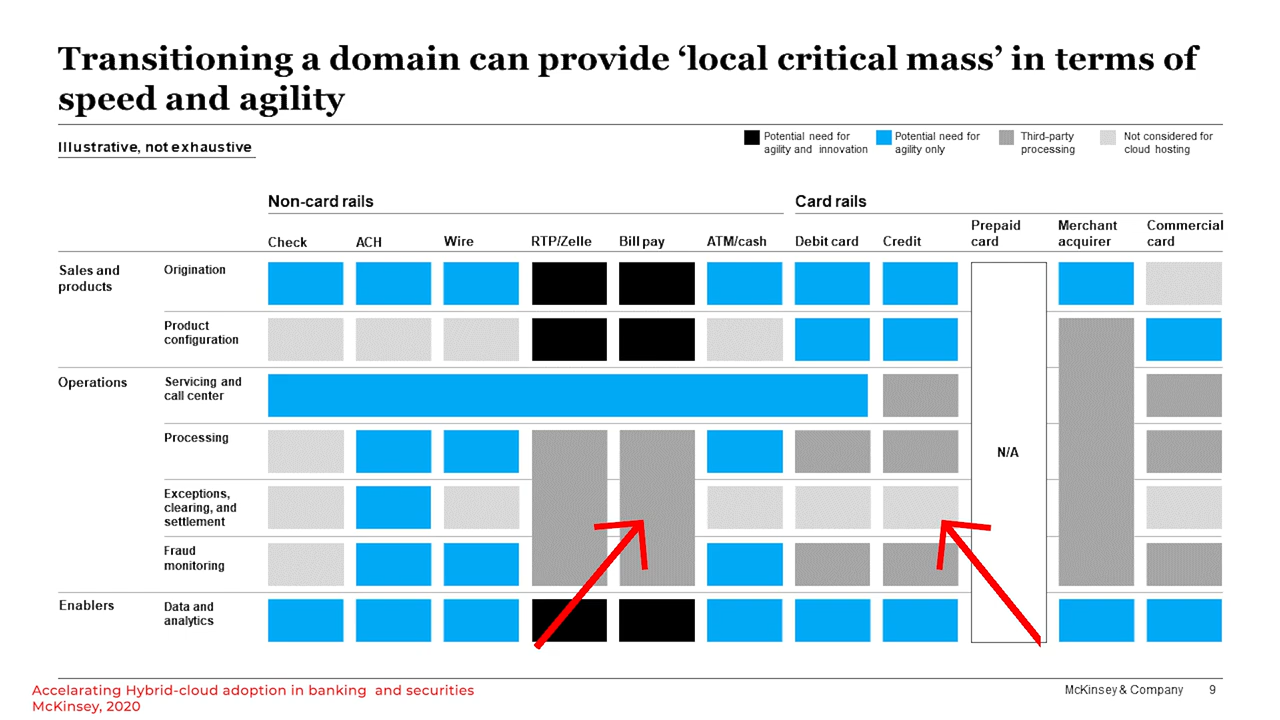 Transitioning a domain can provide ‘local critical mass’ in terms of
speed and agility
Illustrative, not exhaustive
Potential need for
agility and innovation
Potential need for
agility only
Third-party
processing
Not considered for
cloud hosting
Non-card rails
Card rails
Check
ACH
Wire
RTP/Zelle
Bill pay
ATM/cash
Debit card
Credit
Prepaid
card
Merchant
acquirer
Commercial
card
Sales and
products
Origination
Product
configuration
Operations
Servicing and
call center
Processing
N/A
Exceptions,
clearing, and
settlement
Fraud
monitoring
Enablers
Data and
analytics
Accelarating Hybrid-cloud adoption in banking and securities
McKinsey, 2020
McKinsey & Company 9